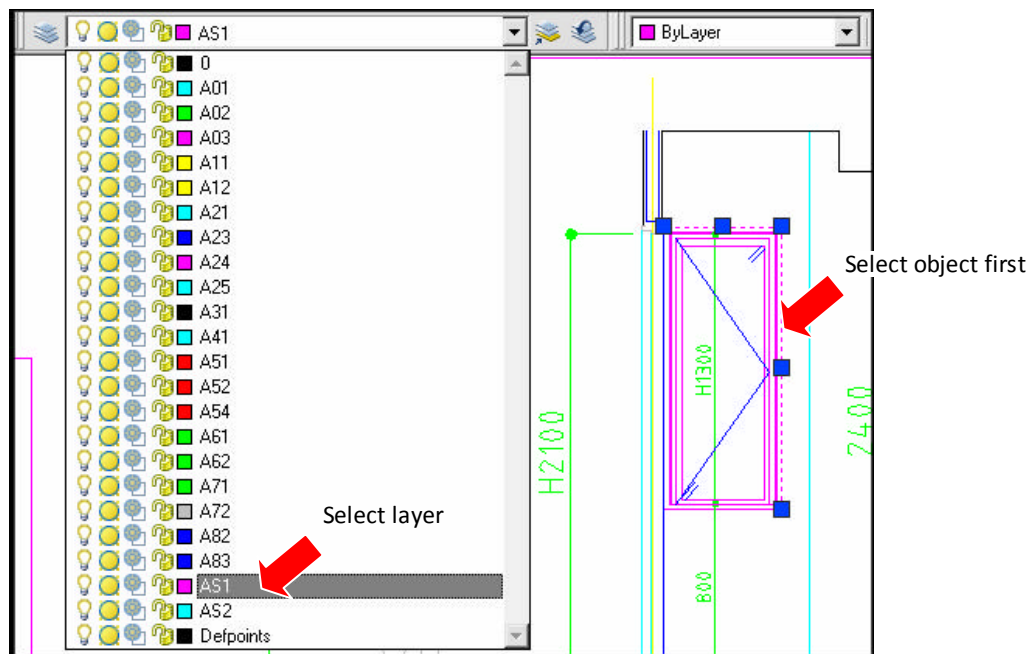 AS1
ByLayer
0
A01
A02
A03
A11
A12
A21
A23
A24
A25
A31
A41
A51
A52
A54
A61
A62
A71
A72
A82
A83
AS1
AS2
Defpoints
Select layer
Select object first
H2100
H1300
800
2400